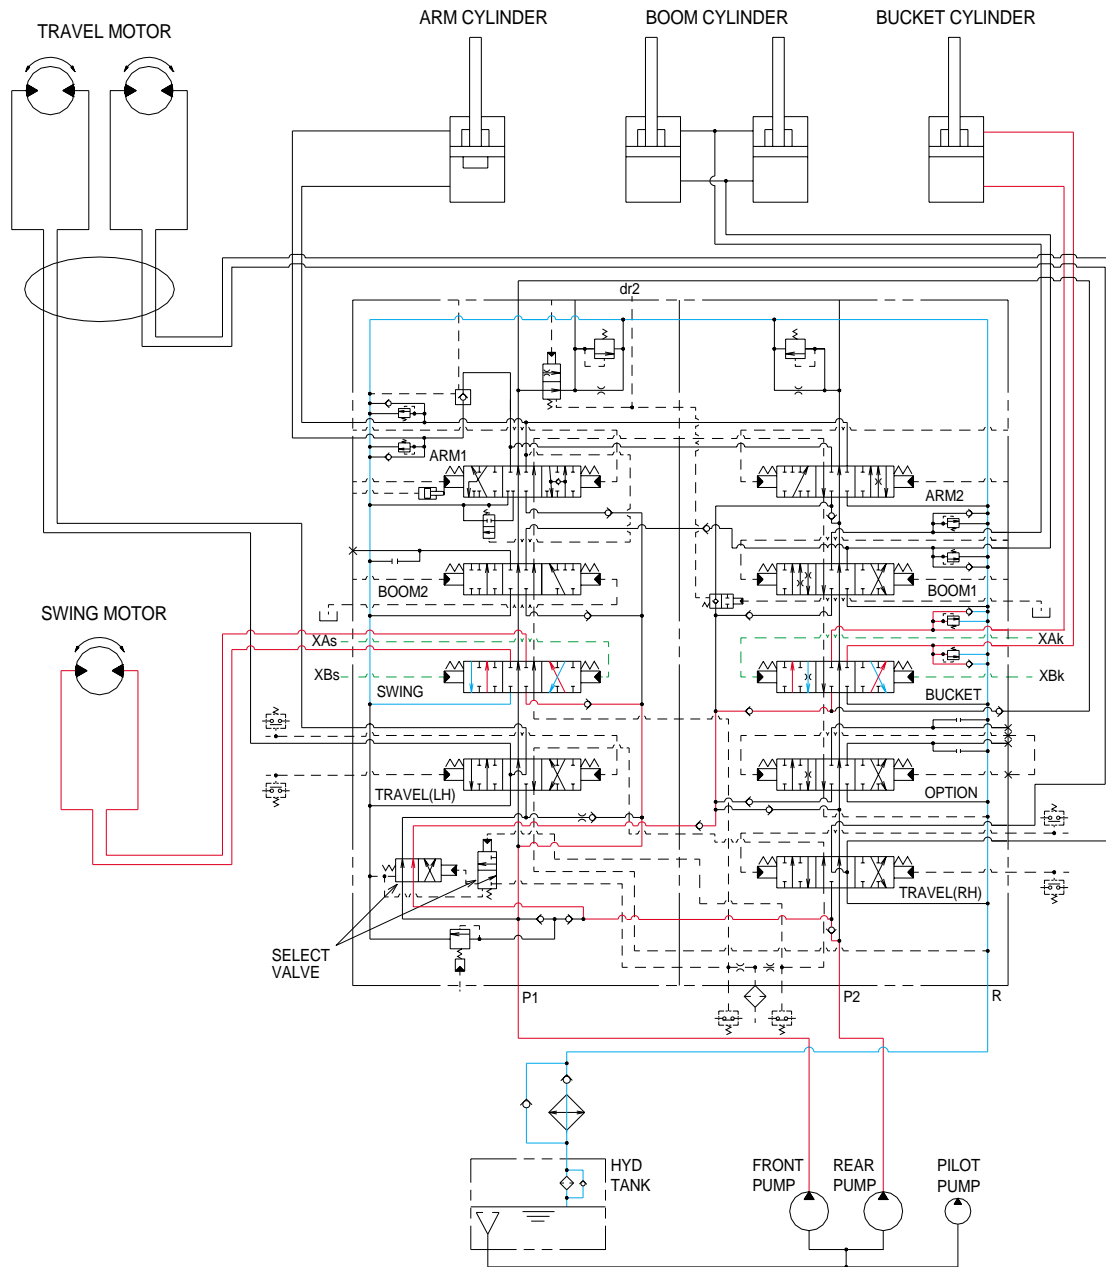 ARM CYLINDER
BOOM CYLINDER
BUCKET CYLINDER
TRAVEL MOTOR
dr2
ARM1
ARM2
BOOM2
BOOM1
SWING MOTOR
XAs
XAk
XBs
XBk
SWING
BUCKET
TRAVEL(LH)
OPTION
TRAVEL(RH)
SELECT
VALVE
P1
P2
R
HYD
TANK
FRONT
PUMP
REAR
PUMP
PILOT
PUMP